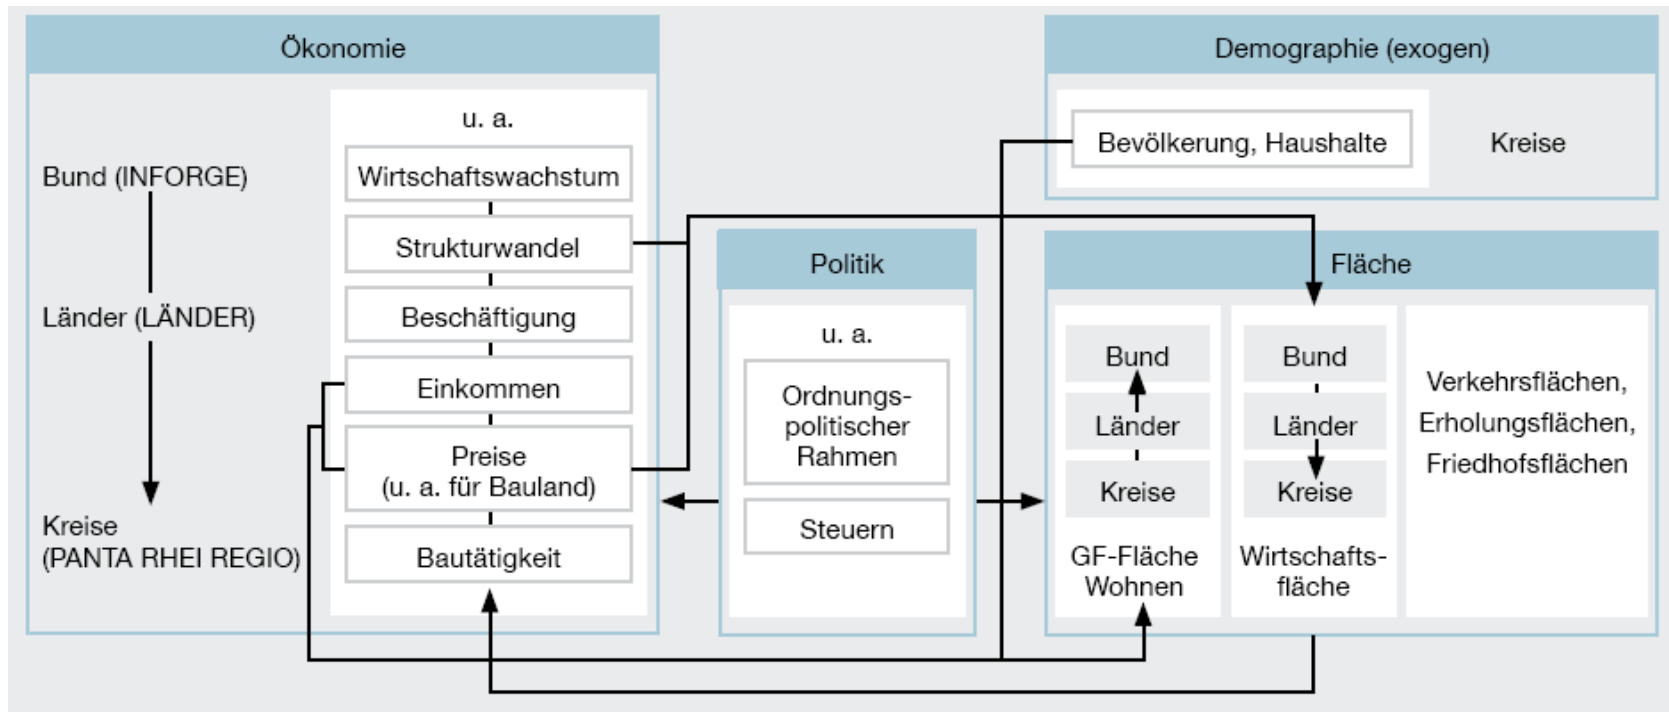 Ökonomie
Bund (INFORGE)
Länder (LÄNDER)
Kreise
(PANTA RHEI REGIO)
u. a.
Wirtschaftswachstum
Strukturwandel
Beschäftigung
Einkommen
Preise
(u. a. für Bauland)
Bautätigkeit
Politik
u. a.
Ordnungs-
politischer
Rahmen
Steuern
Demographie (exogen)
Bevölkerung, Haushalte
Kreise
Fläche
Bund
Länder
Kreise
GF-Fläche
Wohnen
Bund
Länder
Kreise
Wirtschafts-
fläche
Verkehrsflächen,
Erholungsflächen,
Friedhofsflächen